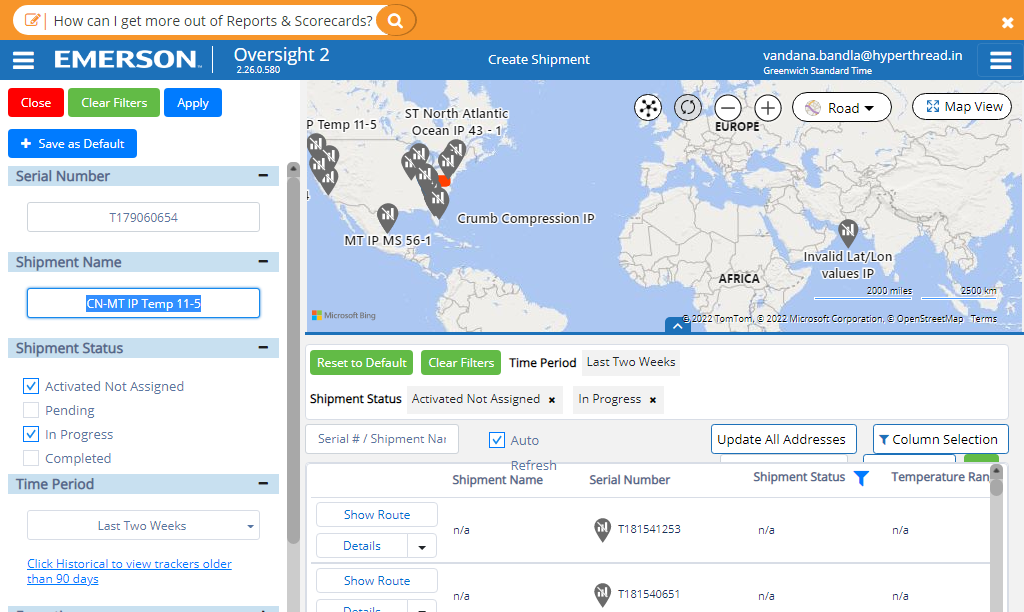 How can I get more out of Reports & Scorecards?
EMERSON
Oversight 2
2.26.0.580
Create Shipment
vandana.bandla@hyperthread.in
Greenwich Standard Time
Close
Clear Filters
Apply
Save as Default
Serial Number
T179060654
Shipment Name
CN-MT IP Temp 11-5
Shipment Status
Activated Not Assigned
Pending
In Progress
Completed
Time Period
Last Two Weeks
Click Historical to view trackers older
than 90 days
P Temp 11-5
ST North Atlantic
Ocean IP 43 - 1
Crumb Compression IP
MT IP MS 56-1
EUROPE
AFRICA
Invalid Lat/Lon
values IP
Road
Map View
2000 miles
2500 km
Microsoft Bing
© 2022 TomTom, © 2022 Microsoft Corporation, © OpenStreetMap Terms
Reset to Default
Clear Filters
Time Period
Last Two Weeks
Shipment Status
Activated Not Assigned ×
In Progress ×
Serial # / Shipment Nar
Auto
Refresh
Update All Addresses
Column Selection
Shipment Name
Serial Number
Shipment Status
Temperature Ran
Show Route
Details
n/a
T181541253
n/a
n/a
Show Route
Details
n/a
T181540651
n/a
n/a